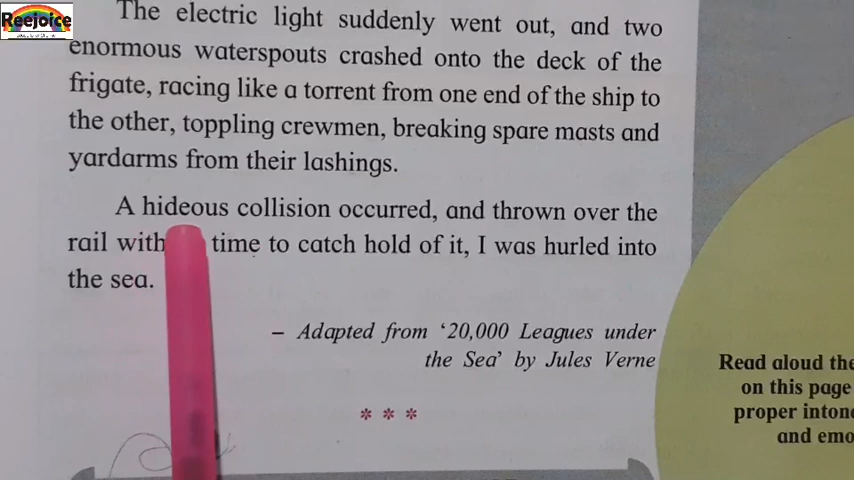 Reejoice
The electric light suddenly went out, and two
enormous waterspouts crashed onto the deck of the
frigate, racing like a torrent from one end of the ship to
the other, toppling crewmen, breaking spare masts and
yardarms from their lashings.
A hideous collision occurred, and thrown over the
rail with time to catch hold of it, I was hurled into
the sea.
– Adapted from ‘20,000 Leagues under
the Sea’ by Jules Verne
***
Read aloud the
on this page
proper intona
and emo